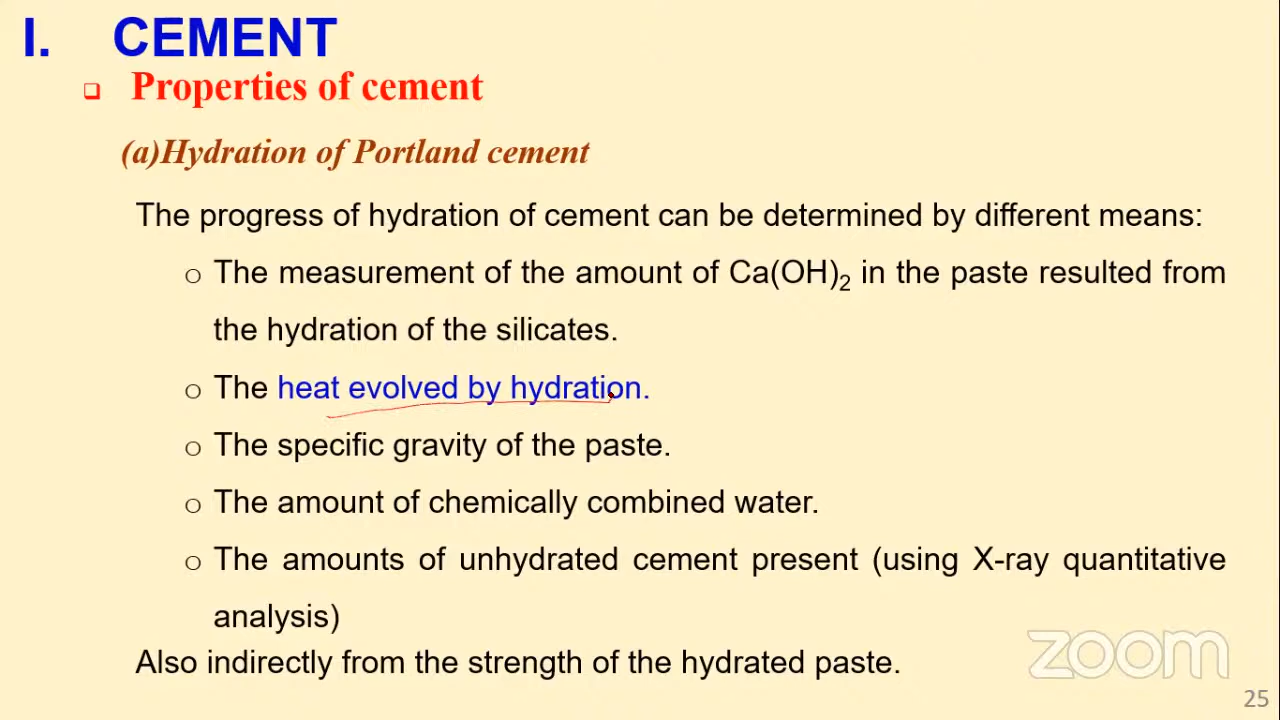 I. CEMENT
❑ Properties of cement
(a)Hydration of Portland cement
The progress of hydration of cement can be determined by different means:
o The measurement of the amount of Ca(OH)₂ in the paste resulted from
the hydration of the silicates.
o The heat evolved by hydration.
o The specific gravity of the paste.
o The amount of chemically combined water.
o The amounts of unhydrated cement present (using X-ray quantitative
analysis)
Also indirectly from the strength of the hydrated paste.
zoom
25